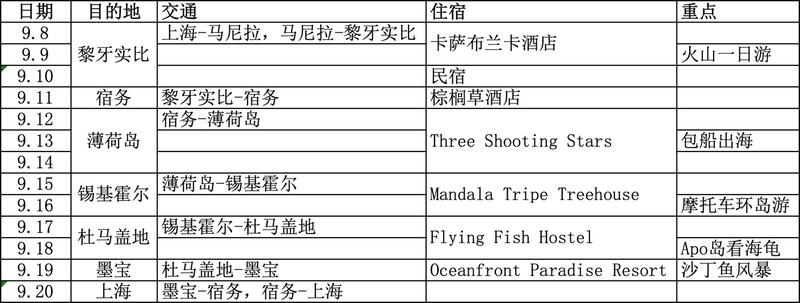 日期 目的地 交通 住宿 重点
9.8 黎牙实比 上海-马尼拉，马尼拉-黎牙实比 卡萨布兰卡酒店
9.9 火山一日游
9.10 民宿
9.11 宿务 黎牙实比-宿务 棕榈草酒店
9.12 薄荷岛 宿务-薄荷岛 Three Shooting Stars
9.13 包船出海
9.14
9.15 锡基霍尔 薄荷岛-锡基霍尔 Mandala Tripe Treehouse
9.16 摩托车环岛游
9.17 杜马盖地 锡基霍尔-杜马盖地 Flying Fish Hostel
9.18 Apo岛看海龟
9.19 墨宝 杜马盖地-墨宝 Oceanfront Paradise Resort 沙丁鱼风暴
9.20 上海 墨宝-宿务，宿务-上海